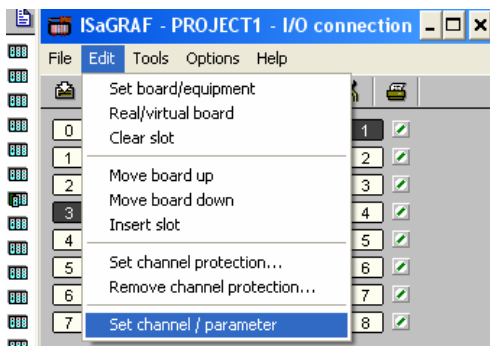 ISaGRAF - PROJECT1 - I/O connection
File Edit Tools Options Help
Set board/equipment
Real/virtual board
Clear slot
Move board up
Move board down
Insert slot
Set channel protection...
Remove channel protection...
Set channel / parameter
0 1
1 2
2 3
3 4
4 5
5 6
6 7
7 8